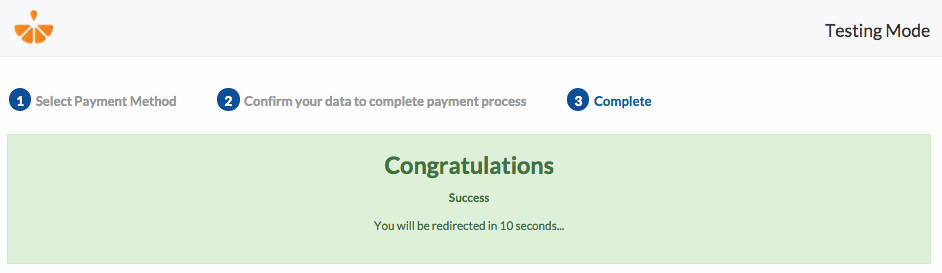 Testing Mode
1 Select Payment Method 2 Confirm your data to complete payment process 3 Complete
Congratulations
Success
You will be redirected in 10 seconds...